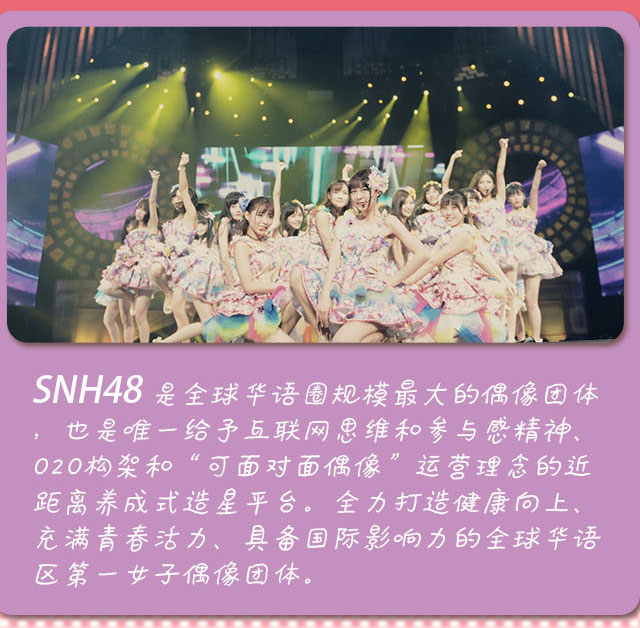 SNH48 是全球华语圈规模最大的偶像团体
，也是唯一给予互联网思维和参与感精神、
O2O构架和“可面对面偶像”运营理念的近
距离养成式造星平台。全力打造健康向上、
充满青春活力、具备国际影响力的全球华语
区第一女子偶像团体。